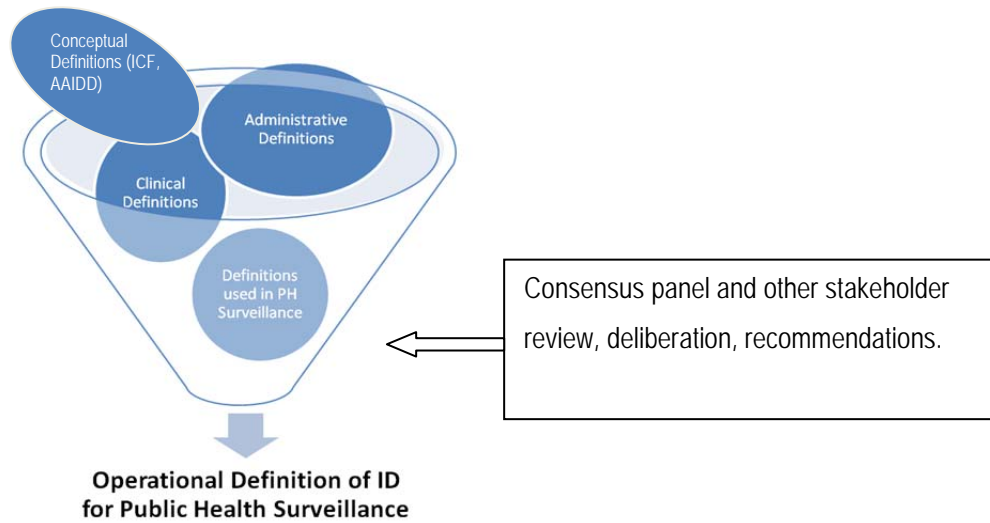 Conceptual
Definitions (ICF,
AAIDD)
Administrative
Definitions
Clinical
Definitions
Definitions
used in PH
Surveillance
Consensus panel and other stakeholder
review, deliberation, recommendations.
Operational Definition of ID
for Public Health Surveillance